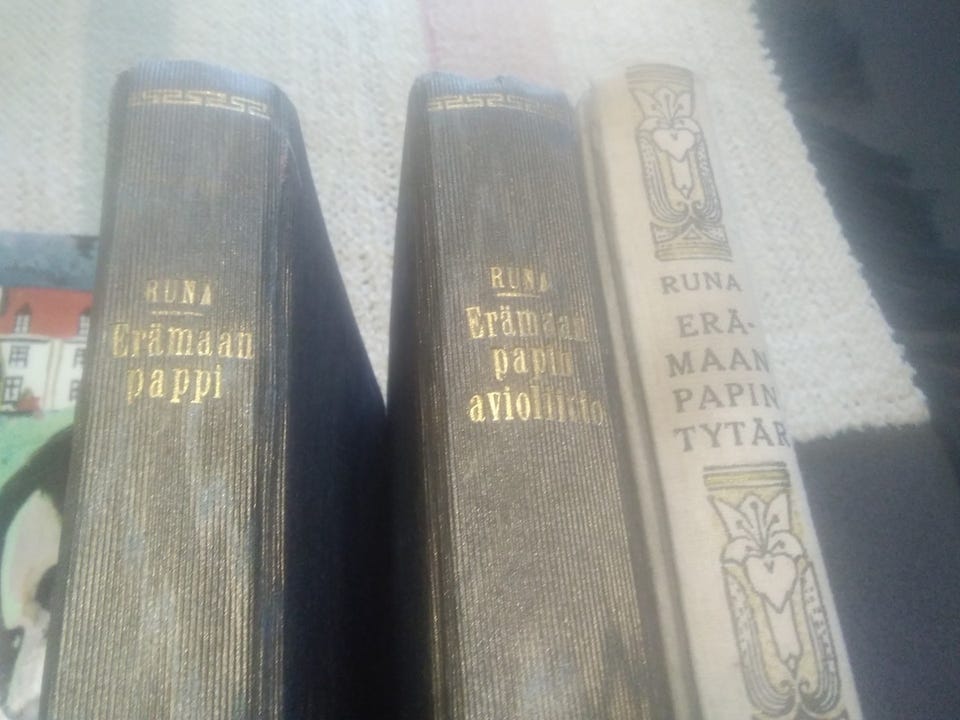 RUNA
Erämaan
pappi
RUNA
Erämaan
papin
avioliitto
RUNA
ERÄ-
MAAN
PAPIN
TYTÄR